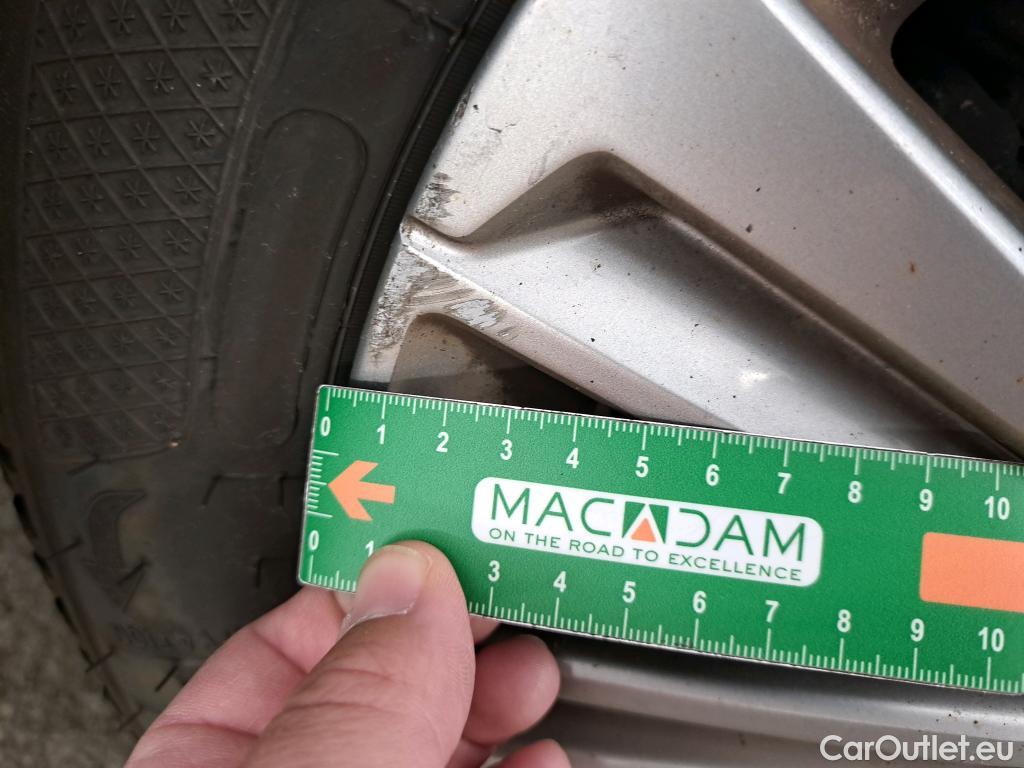 0 1 2 3 4 5 6 7 8 9 10
MACADAM
ON THE ROAD TO EXCELLENCE
0 1 3 4 5 6 7 8 9 10
CarOutlet.eu